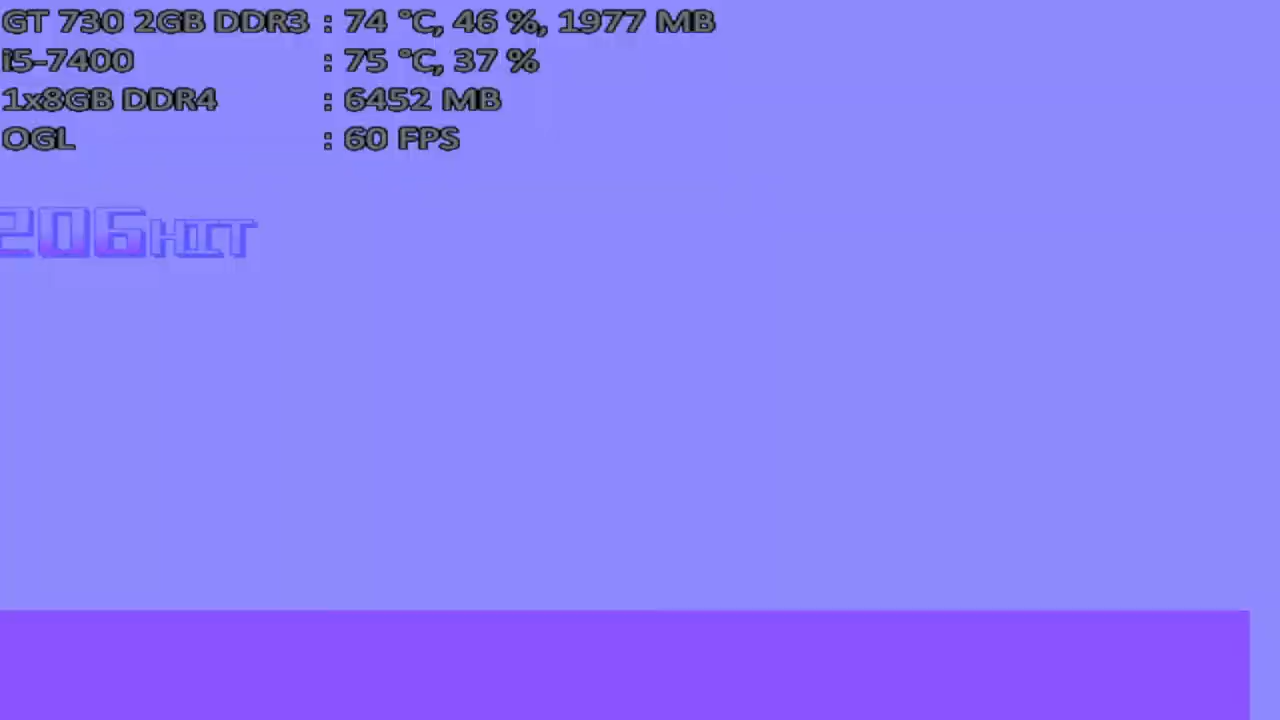 GT 730 2GB DDR3 : 74 °C, 46 %, 1977 MB
i5-7400 : 75 °C, 37 %
1x8GB DDR4 : 6452 MB
OGL : 60 FPS
206HIT